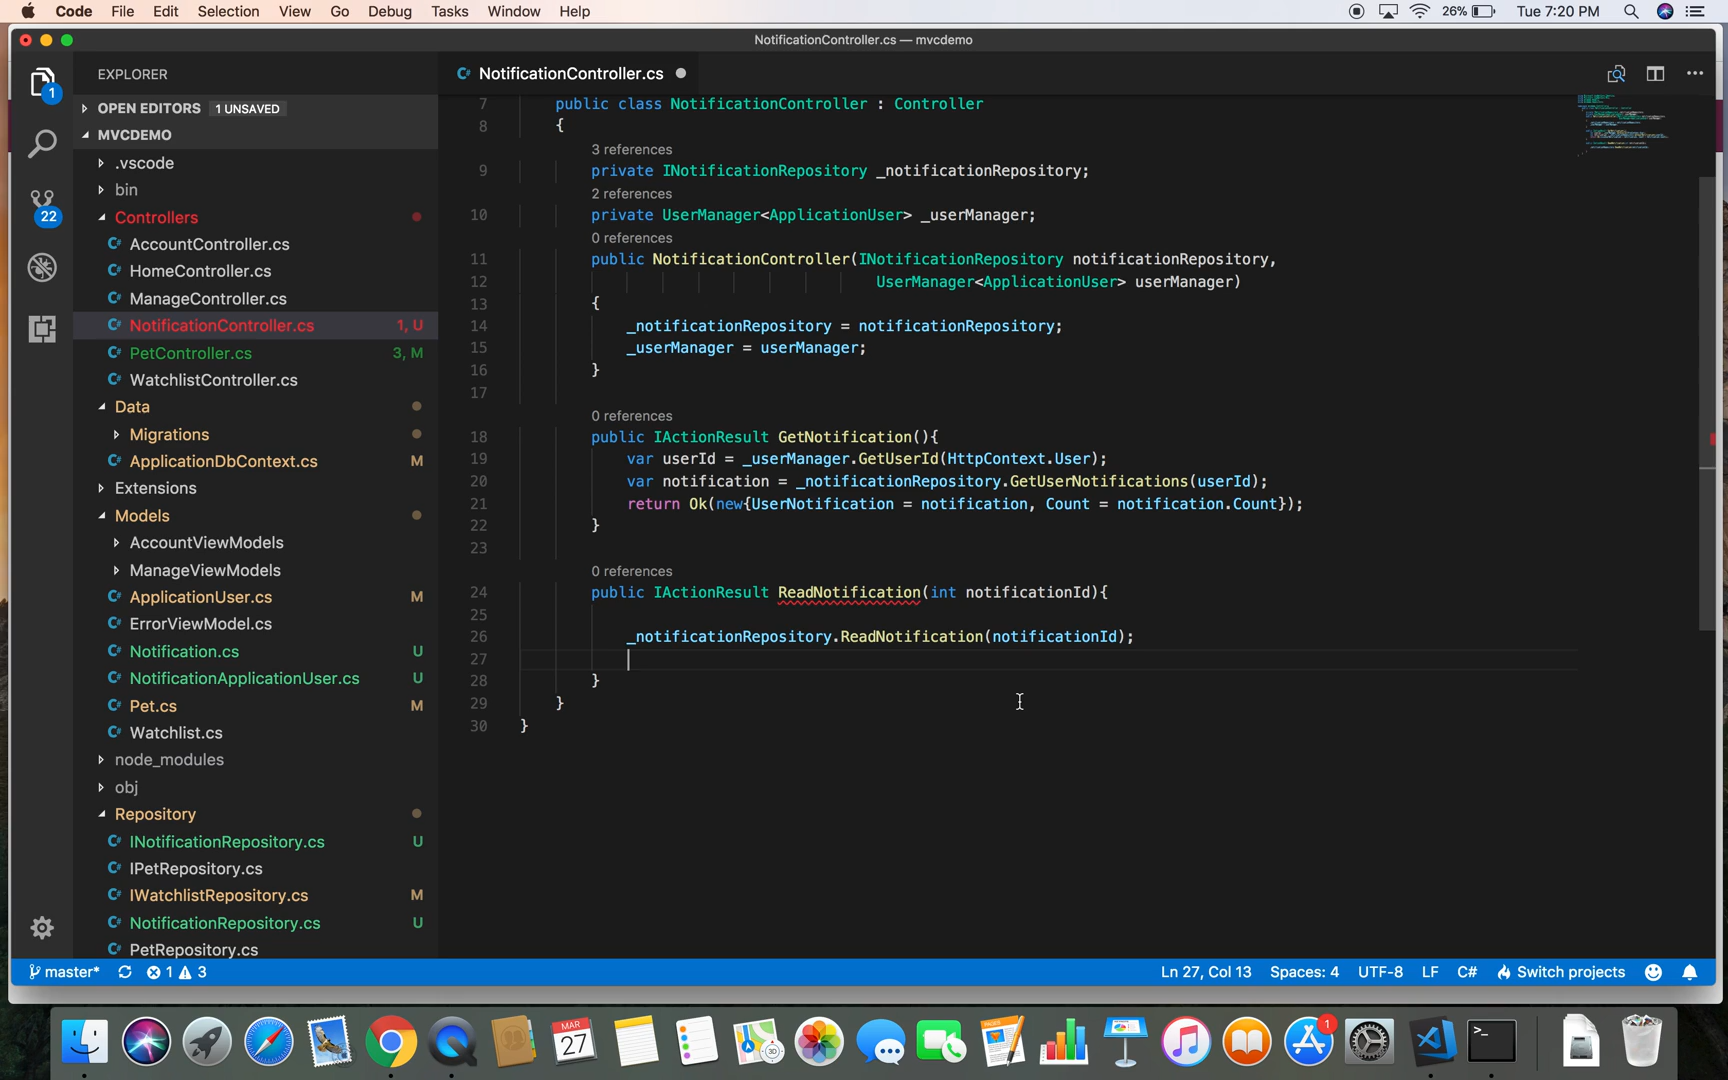 Code File Edit Selection View Go Debug Tasks Window Help 26% Tue 7:20 PM
NotificationController.cs — mvcdemo
EXPLORER
NotificationController.cs
1
OPEN EDITORS 1 UNSAVED
MVCDEMO
.vscode
bin
22
Controllers
AccountController.cs
HomeController.cs
ManageController.cs
NotificationController.cs 1, U
PetController.cs 3, M
WatchlistController.cs
Data
Migrations
ApplicationDbContext.cs M
Extensions
Models
AccountViewModels
ManageViewModels
ApplicationUser.cs M
ErrorViewModel.cs
Notification.cs U
NotificationApplicationUser.cs U
Pet.cs M
Watchlist.cs
node_modules
obj
Repository
INotificationRepository.cs U
IPetRepository.cs
IWatchlistRepository.cs M
NotificationRepository.cs U
PetRepository.cs
7 public class NotificationController : Controller
8 {
3 references
9 private INotificationRepository _notificationRepository;
2 references
10 private UserManager<ApplicationUser> _userManager;
0 references
11 public NotificationController(INotificationRepository notificationRepository,
12 UserManager<ApplicationUser> userManager)
13 {
14 _notificationRepository = notificationRepository;
15 _userManager = userManager;
16 }
17
0 references
18 public IActionResult GetNotification(){
19 var userId = _userManager.GetUserId(HttpContext.User);
20 var notification = _notificationRepository.GetUserNotifications(userId);
21 return Ok(new{UserNotification = notification, Count = notification.Count});
22 }
23
0 references
24 public IActionResult ReadNotification(int notificationId){
25
26 _notificationRepository.ReadNotification(notificationId);
27
28 }
29 }
30 }
master* 1 3 Ln 27, Col 13 Spaces: 4 UTF-8 LF C# Switch projects
MAR
27
3D
PAGES
1
>_